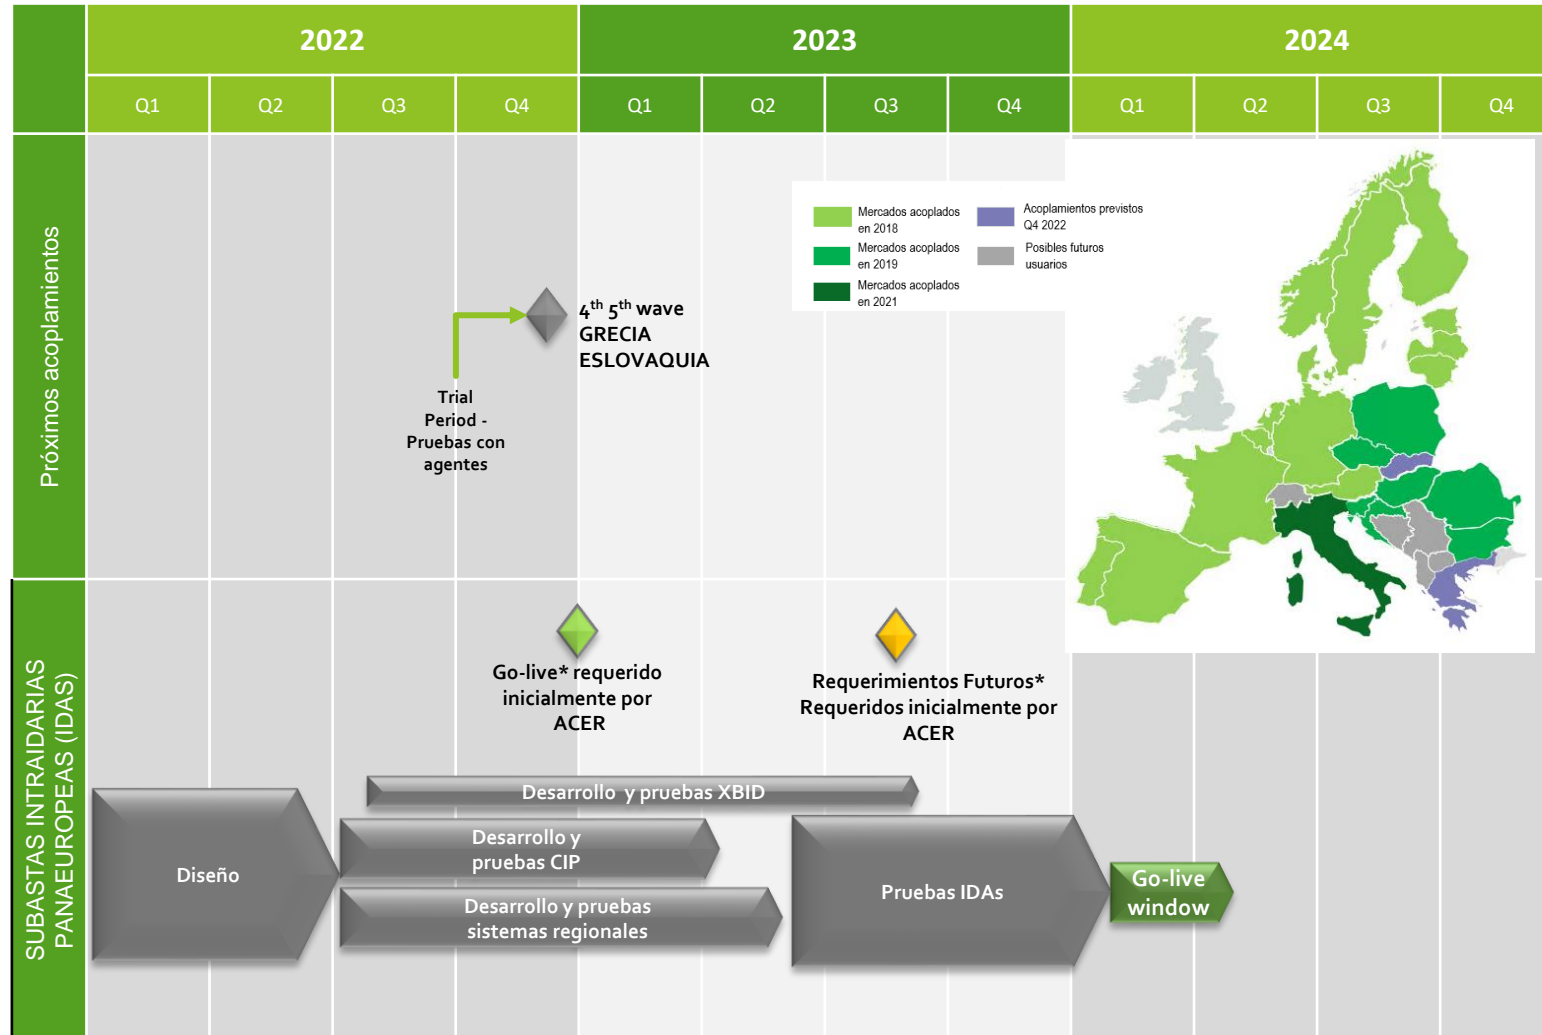 2022
2023
2024
Q1
Q2
Q3
Q4
Q1
Q2
Q3
Q4
Q1
Q2
Q3
Q4
Próximos acoplamientos
Mercados acoplados
en 2018
Mercados acoplados
en 2019
Mercados acoplados
en 2021
Acoplamientos previstos
Q4 2022
Posibles futuros
usuarios
4th 5th wave
GRECIA
ESLOVAQUIA
Trial
Period -
Pruebas con
agentes
SUBASTAS INTRAIDARIAS
PANAEUROPEAS (IDAS)
Go-live* requerido
inicialmente por
ACER
Requerimientos Futuros*
Requeridos inicialmente por
ACER
Desarrollo y pruebas XBID
Desarrollo y
pruebas CIP
Diseño
Desarrollo y pruebas
sistemas regionales
Pruebas IDAs
Go-live
window